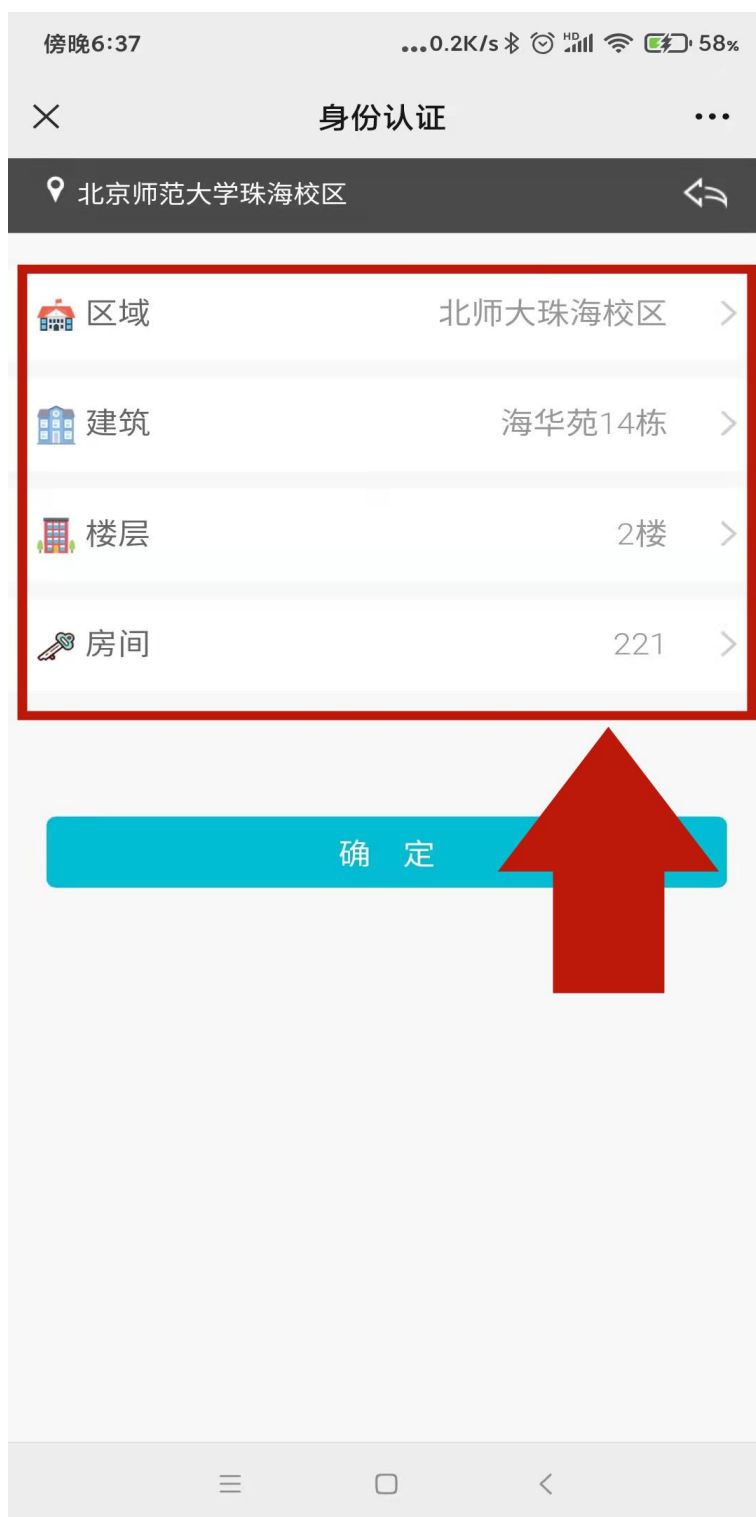 傍晚6:37 ...0.2K/s HD 58%
身份认证
北京师范大学珠海校区
区域 北师大珠海校区
建筑 海华苑14栋
楼层 2楼
房间 221
确 定